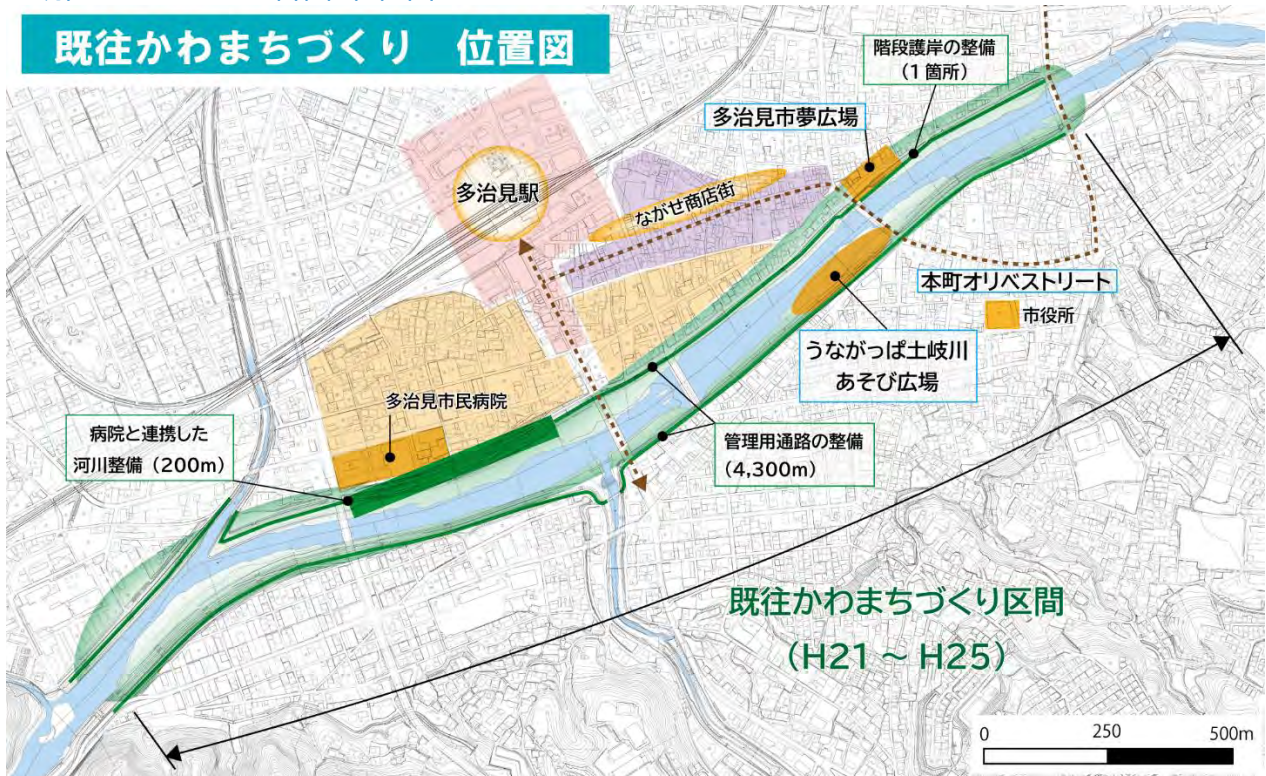 既往かわまちづくり　位置図
階段護岸の整備
（1箇所）
多治見市夢広場
多治見駅
ながせ商店街
本町オリベストリート
市役所
うながっぱ土岐川
あそび広場
多治見市民病院
病院と連携した
河川整備（200m）
管理用通路の整備
（4,300m）
既往かわまちづくり区間
（H21 ～ H25）
0 250 500m